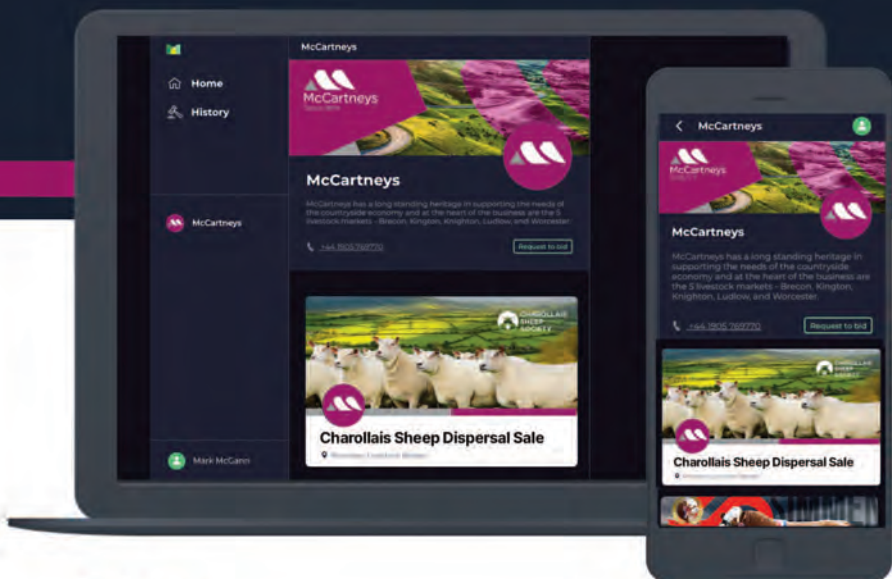 McCartneys
Home
History
McCartneys
McCartneys
McCartneys has a long standing heritage in supporting the needs of
the countryside economy and at the heart of the business are the 5
livestock markets - Brecon, Kington, Knighton, Ludlow, and Worcester.
+44 1905 769770
Request to bid
McCartneys
CHAROLLAIS
SHEEP
SOCIETY
Charollais Sheep Dispersal Sale
Mark McGann
McCartneys
McCartneys
McCartneys
McCartneys has a long standing heritage in
supporting the needs of the countryside
economy and at the heart of the business are
the 5 livestock markets - Brecon, Kington,
Knighton, Ludlow, and Worcester.
+44 1905 769770
Request to bid
CHAROLLAIS
SHEEP
SOCIETY
Charollais Sheep Dispersal Sale
SIMMEN